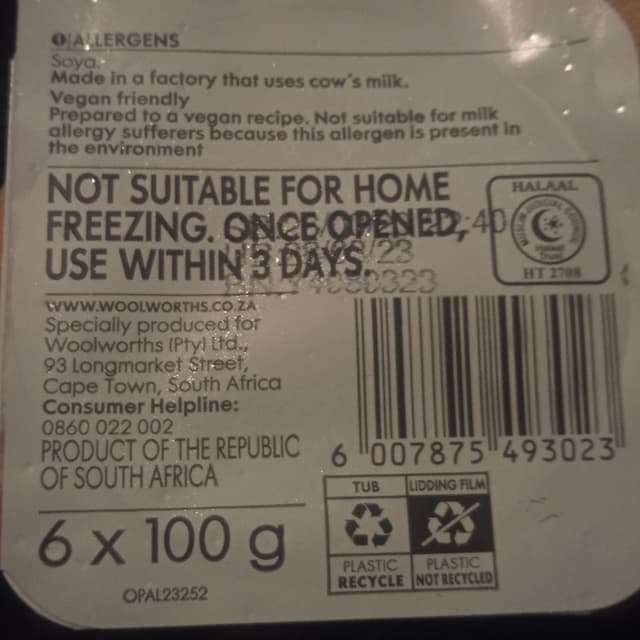 ALLERGENS
Soya.
Made in a factory that uses cow's milk.
Vegan friendly
Prepared to a vegan recipe. Not suitable for milk
allergy sufferers because this allergen is present in
the environment
NOT SUITABLE FOR HOME
FREEZING. ONCE OPENED,
USE WITHIN 3 DAYS.
:40
/23
HALAAL
HT 2708
WWW.WOOLWORTHS.CO.ZA
Specially produced for
Woolworths (Pty) Ltd.,
93 Longmarket Street,
Cape Town, South Africa
Consumer Helpline:
0860 022 002
PRODUCT OF THE REPUBLIC
OF SOUTH AFRICA
6 007875 493023
6 x 100 g
OPAL23252
TUB
PLASTIC
RECYCLE
LIDDING FILM
PLASTIC
NOT RECYCLED